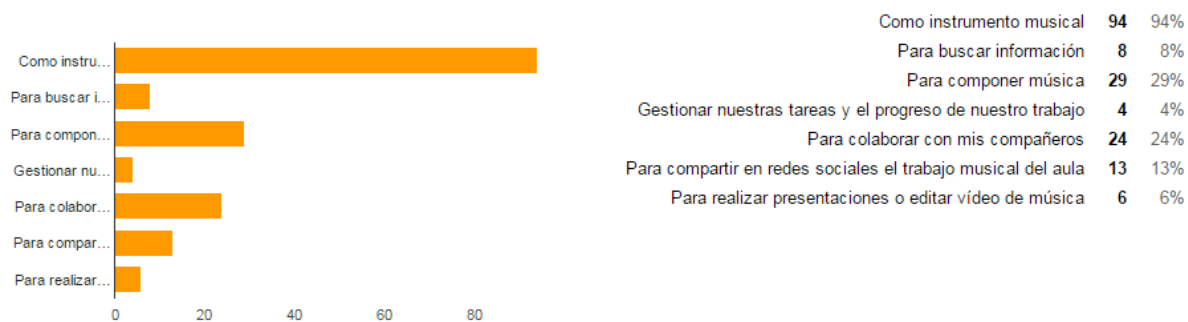 Como instru...
Para buscar i...
Para compon...
Gestionar nu...
Para colabor...
Para compar...
Para realizar...
0 20 40 60 80
Como instrumento musical 94 94%
Para buscar información 8 8%
Para componer música 29 29%
Gestionar nuestras tareas y el progreso de nuestro trabajo 4 4%
Para colaborar con mis compañeros 24 24%
Para compartir en redes sociales el trabajo musical del aula 13 13%
Para realizar presentaciones o editar vídeo de música 6 6%